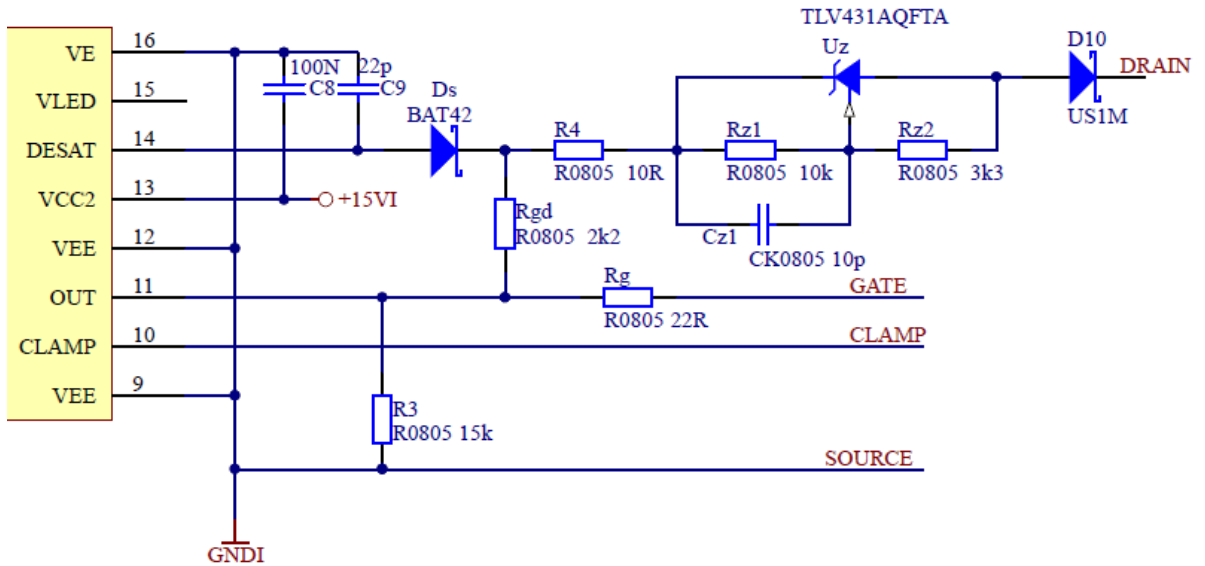 TLV431AQFTA
Uz
D10
DRAIN
US1M
VE 16
100N 22p
C8 C9
Ds
BAT42
VLED 15
DESAT 14
R4
R0805 10R
Rz1
R0805 10k
Rz2
R0805 3k3
VCC2 13
+15VI
Rgd
R0805 2k2
Cz1
CK0805 10p
VEE 12
OUT 11
Rg
R0805 22R
GATE
CLAMP 10
CLAMP
VEE 9
R3
R0805 15k
SOURCE
GNDI